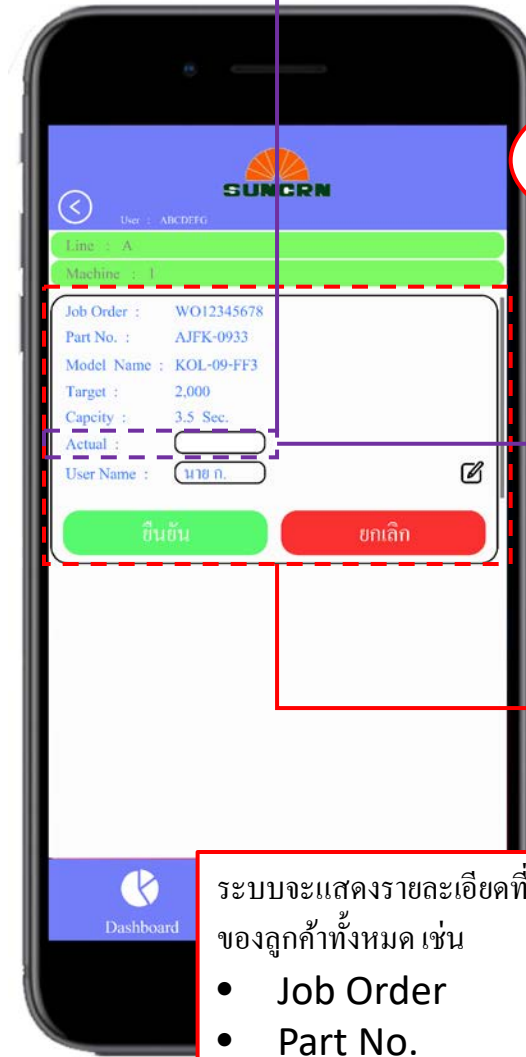 SUNCRN
User : ABCDEFG
Line : A
Machine : 1
Job Order : WO12345678
Part No. : AJFK-0933
Model Name : KOL-09-FF3
Target : 2,000
Capcity : 3.5 Sec.
Actual :
User Name : นาย ก.
ยืนยัน ยกเลิก
Dashboard
ระบบจะแสดงรายละเอียดที่
ของลูกค้าทั้งหมด เช่น
• Job Order
• Part No.